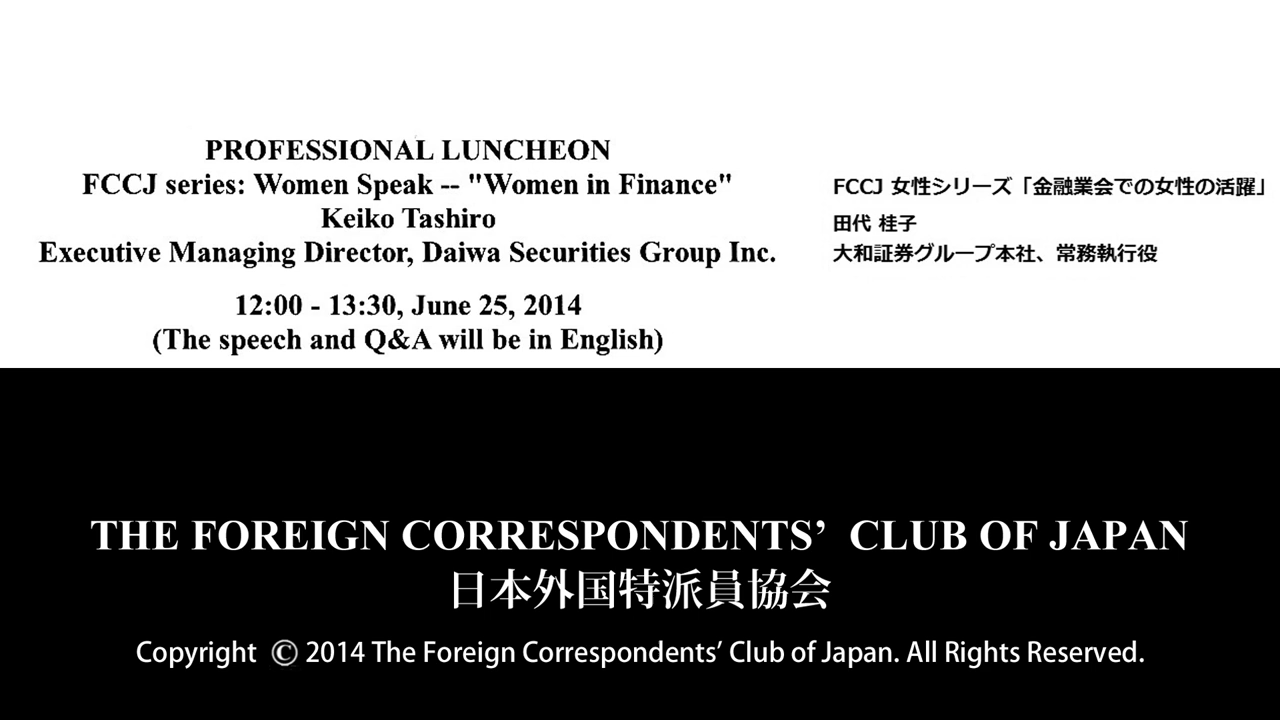 PROFESSIONAL LUNCHEON
FCCJ series: Women Speak -- "Women in Finance"
Keiko Tashiro
Executive Managing Director, Daiwa Securities Group Inc.
12:00 - 13:30, June 25, 2014
(The speech and Q&A will be in English)
FCCJ 女性シリーズ「金融業会での女性の活躍」
田代 桂子
大和証券グループ本社、常務執行役
THE FOREIGN CORRESPONDENTS’ CLUB OF JAPAN
日本外国特派員協会
Copyright © 2014 The Foreign Correspondents’ Club of Japan. All Rights Reserved.